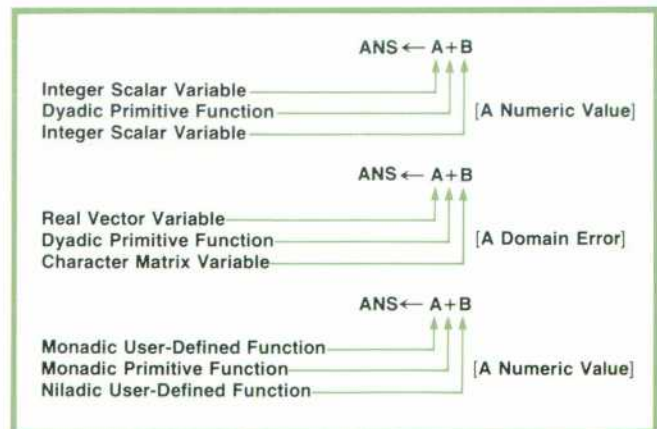 ANS ← A+B
Integer Scalar Variable
Dyadic Primitive Function [A Numeric Value]
Integer Scalar Variable
ANS ← A+B
Real Vector Variable
Dyadic Primitive Function [A Domain Error]
Character Matrix Variable
ANS ← A+B
Monadic User-Defined Function
Monadic Primitive Function [A Numeric Value]
Niladic User-Defined Function